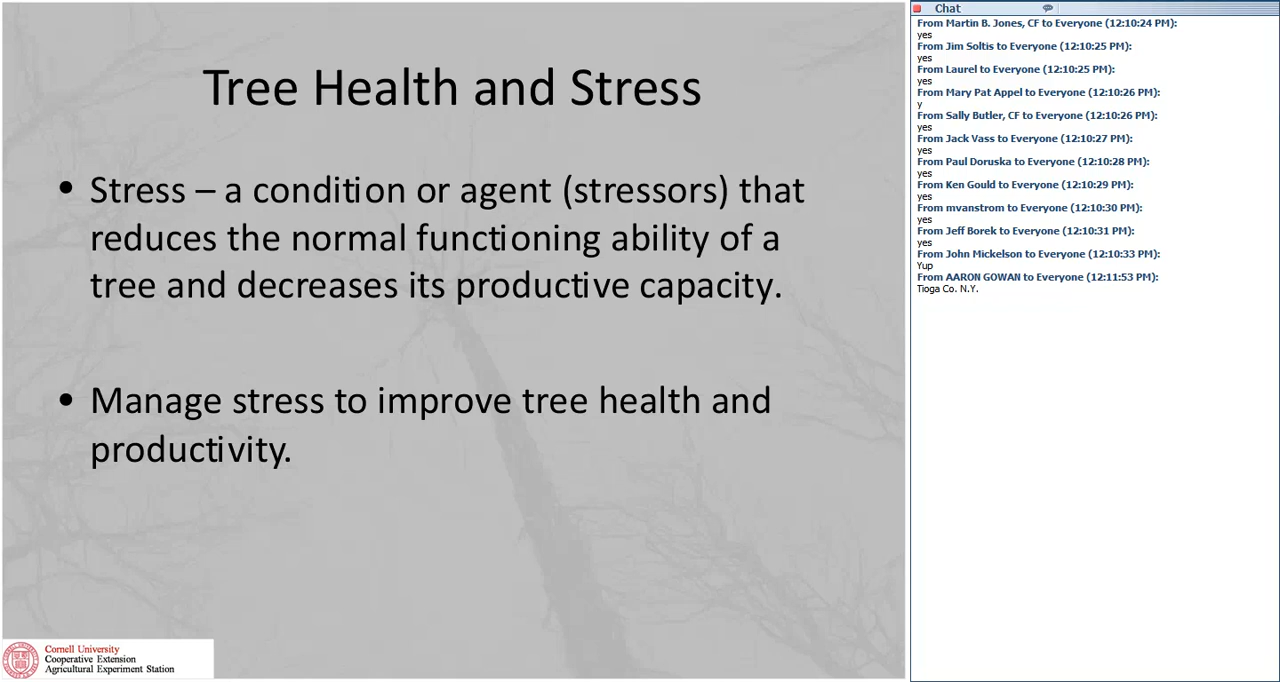 Tree Health and Stress
• Stress – a condition or agent (stressors) that
reduces the normal functioning ability of a
tree and decreases its productive capacity.
• Manage stress to improve tree health and
productivity.
Cornell University
Cooperative Extension
Agricultural Experiment Station
Chat
From Martin B. Jones, CF to Everyone (12:10:24 PM):
yes
From Jim Soltis to Everyone (12:10:25 PM):
yes
From Laurel to Everyone (12:10:25 PM):
yes
From Mary Pat Appel to Everyone (12:10:26 PM):
y
From Sally Butler, CF to Everyone (12:10:26 PM):
yes
From Jack Vass to Everyone (12:10:27 PM):
yes
From Paul Doruska to Everyone (12:10:28 PM):
yes
From Ken Gould to Everyone (12:10:29 PM):
yes
From mvanstrom to Everyone (12:10:30 PM):
yes
From Jeff Borek to Everyone (12:10:31 PM):
yes
From John Mickelson to Everyone (12:10:33 PM):
Yup
From AARON GOWAN to Everyone (12:11:53 PM):
Tioga Co. N.Y.